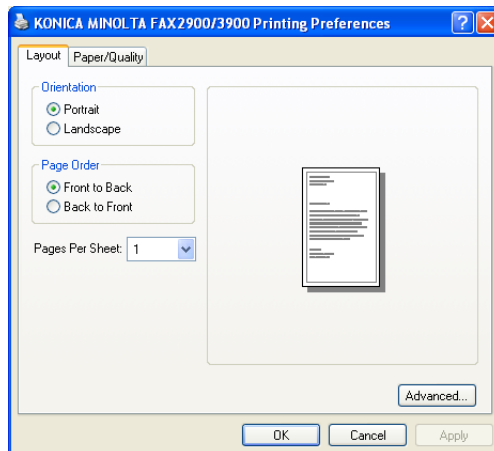 KONICA MINOLTA FAX2900/3900 Printing Preferences
Layout Paper/Quality
Orientation
Portrait
Landscape
Page Order
Front to Back
Back to Front
Pages Per Sheet: 1
Advanced...
OK Cancel Apply